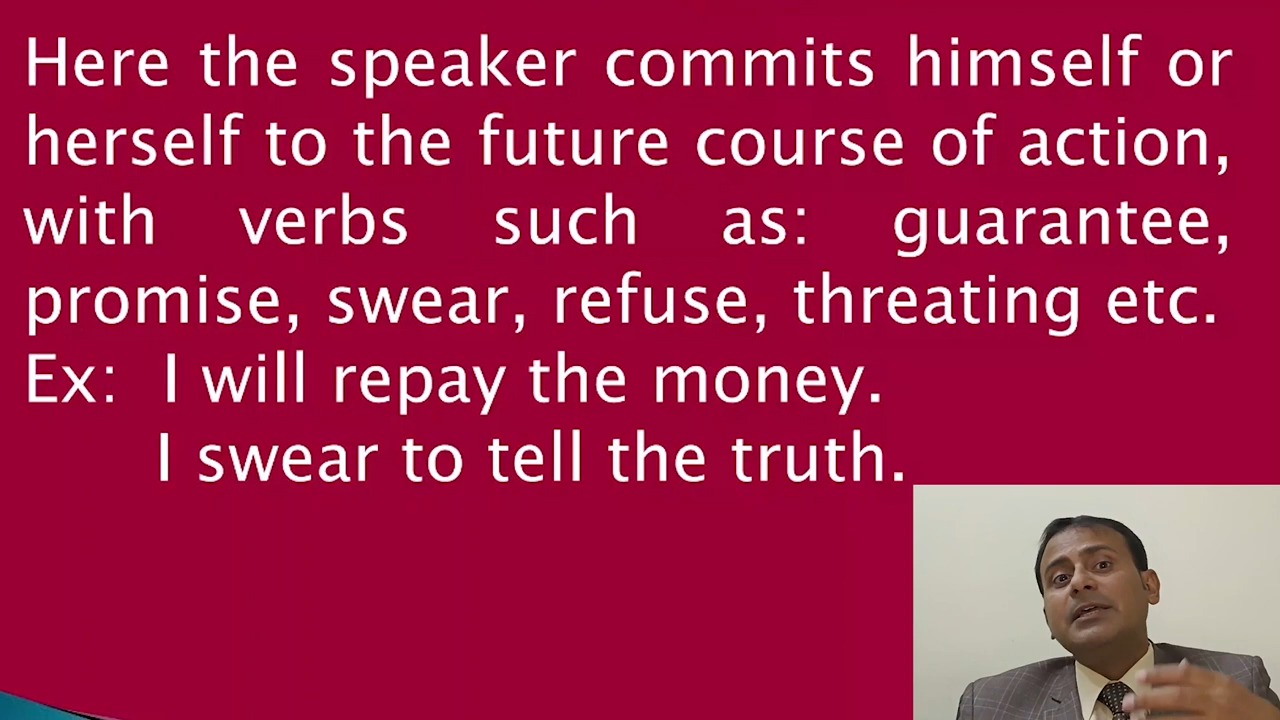 Here the speaker commits himself or
herself to the future course of action,
with verbs such as: guarantee,
promise, swear, refuse, threating etc.
Ex: I will repay the money.
I swear to tell the truth.